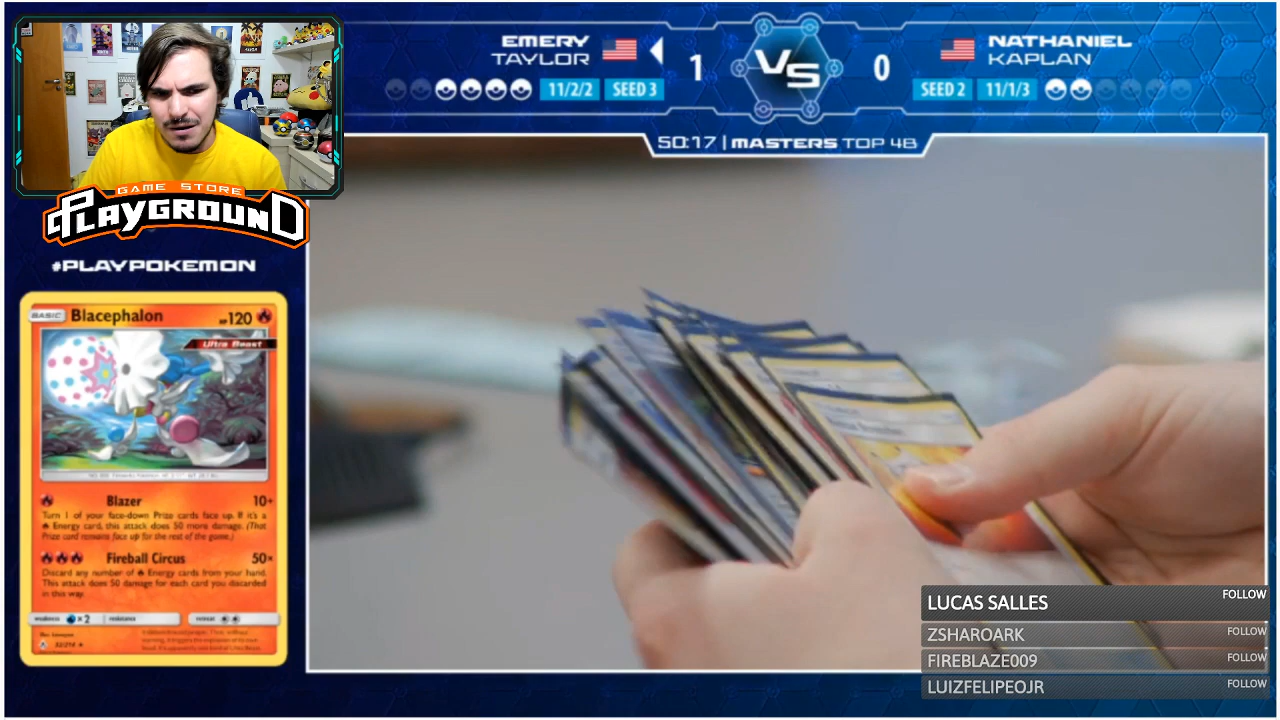 EMERY
TAYLOR
1
VS
0
NATHANIEL
KAPLAN
11/2/2
SEED 3
SEED 2
11/1/3
50:17 | MASTERS TOP 48
GAME STORE
PLAYGROUND
#PLAYPOKEMON
BASIC
Blacephalon
HP120
Ultra Beast
Blazer 10+
Turn 1 of your face-down Prize cards face up. If it's a
Energy card, this attack does 50 more damage. (That
Prize card remains face up for the rest of the game.)
Fireball Circus 50×
Discard any number of Energy cards from your hand.
This attack does 50 damage for each card you discarded
in this way.
weakness ×2 resistance retreat
52/214
LUCAS SALLES FOLLOW
ZSHAROARK FOLLOW
FIREBLAZE009 FOLLOW
LUIZFELIPEOJR FOLLOW